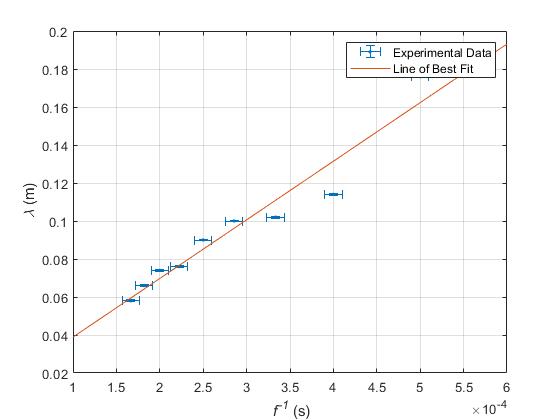 0.2
0.18
0.16
0.14
0.12
0.1
0.08
0.06
0.04
0.02
λ (m)
Experimental Data
Line of Best Fit
1 1.5 2 2.5 3 3.5 4 4.5 5 5.5 6
×10⁻⁴
f⁻¹ (s)